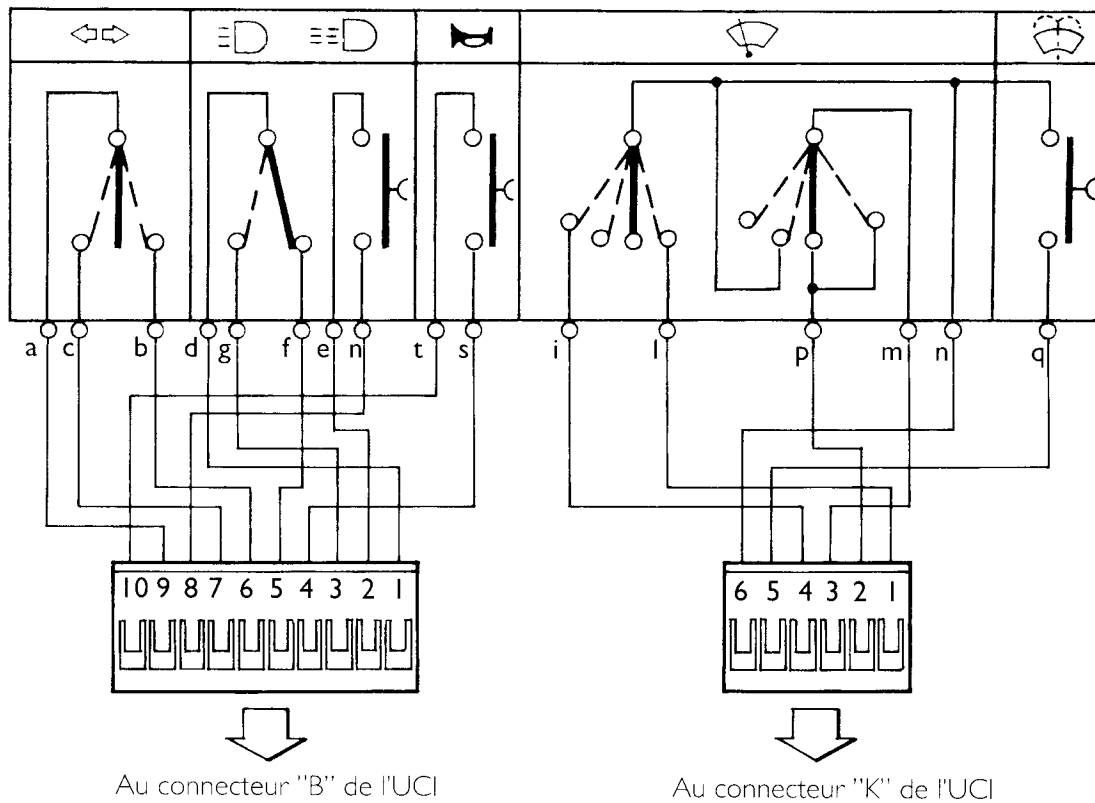 a c b d g f e n t s i l p m n q
10 9 8 7 6 5 4 3 2 1 6 5 4 3 2 1
Au connecteur "B" de l'UCI Au connecteur "K" de l'UCI